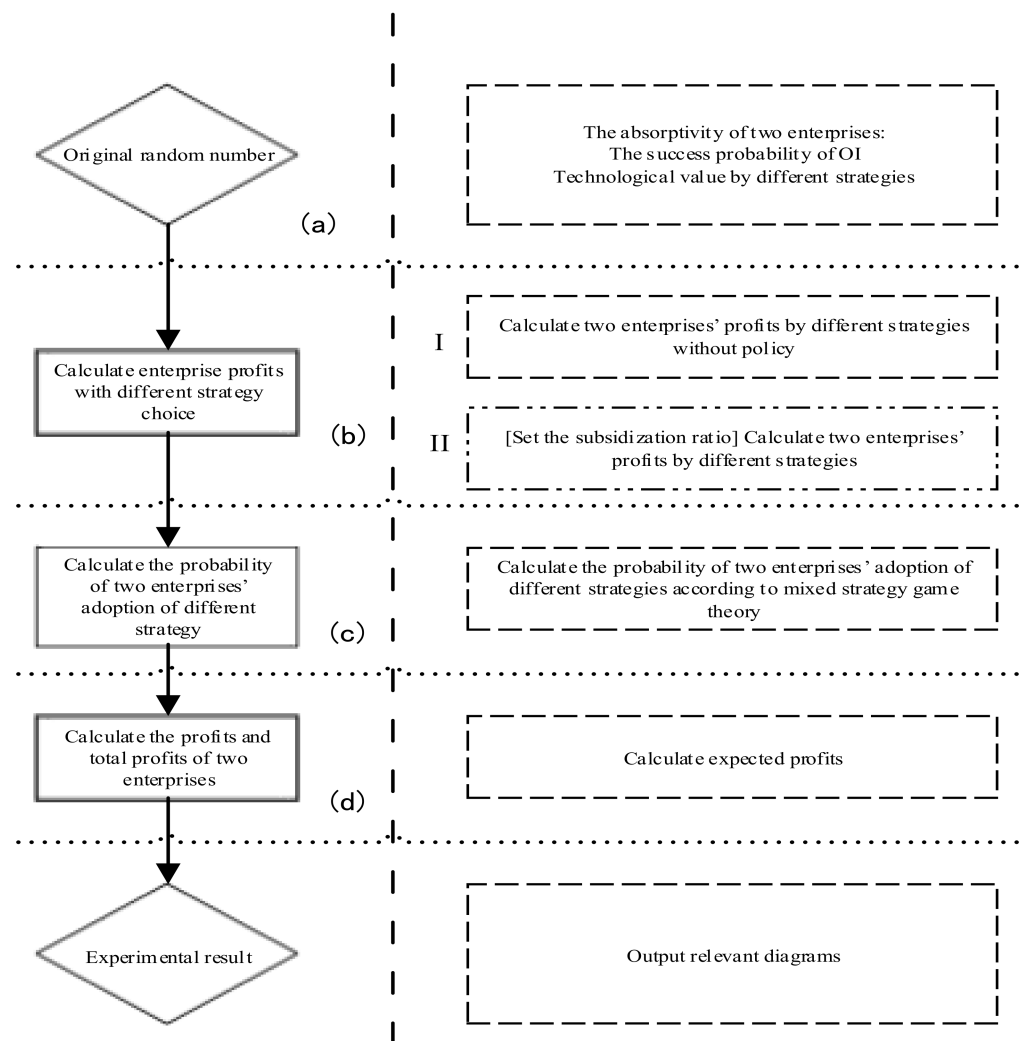 Original random number
The absorptivity of two enterprises:
The success probability of OI
Technological value by different strategies
(a)
Calculate enterprise profits
with different strategy
choice
(b)
I
Calculate two enterprises’ profits by different strategies
without policy
II
[Set the subsidization ratio] Calculate two enterprises’
profits by different strategies
Calculate the probability
of two enterprises’
adoption of different
strategy
(c)
Calculate the probability of two enterprises’ adoption of
different strategies according to mixed strategy game
theory
Calculate the profits and
total profits of two
enterprises
(d)
Calculate expected profits
Experimental result
Output relevant diagrams